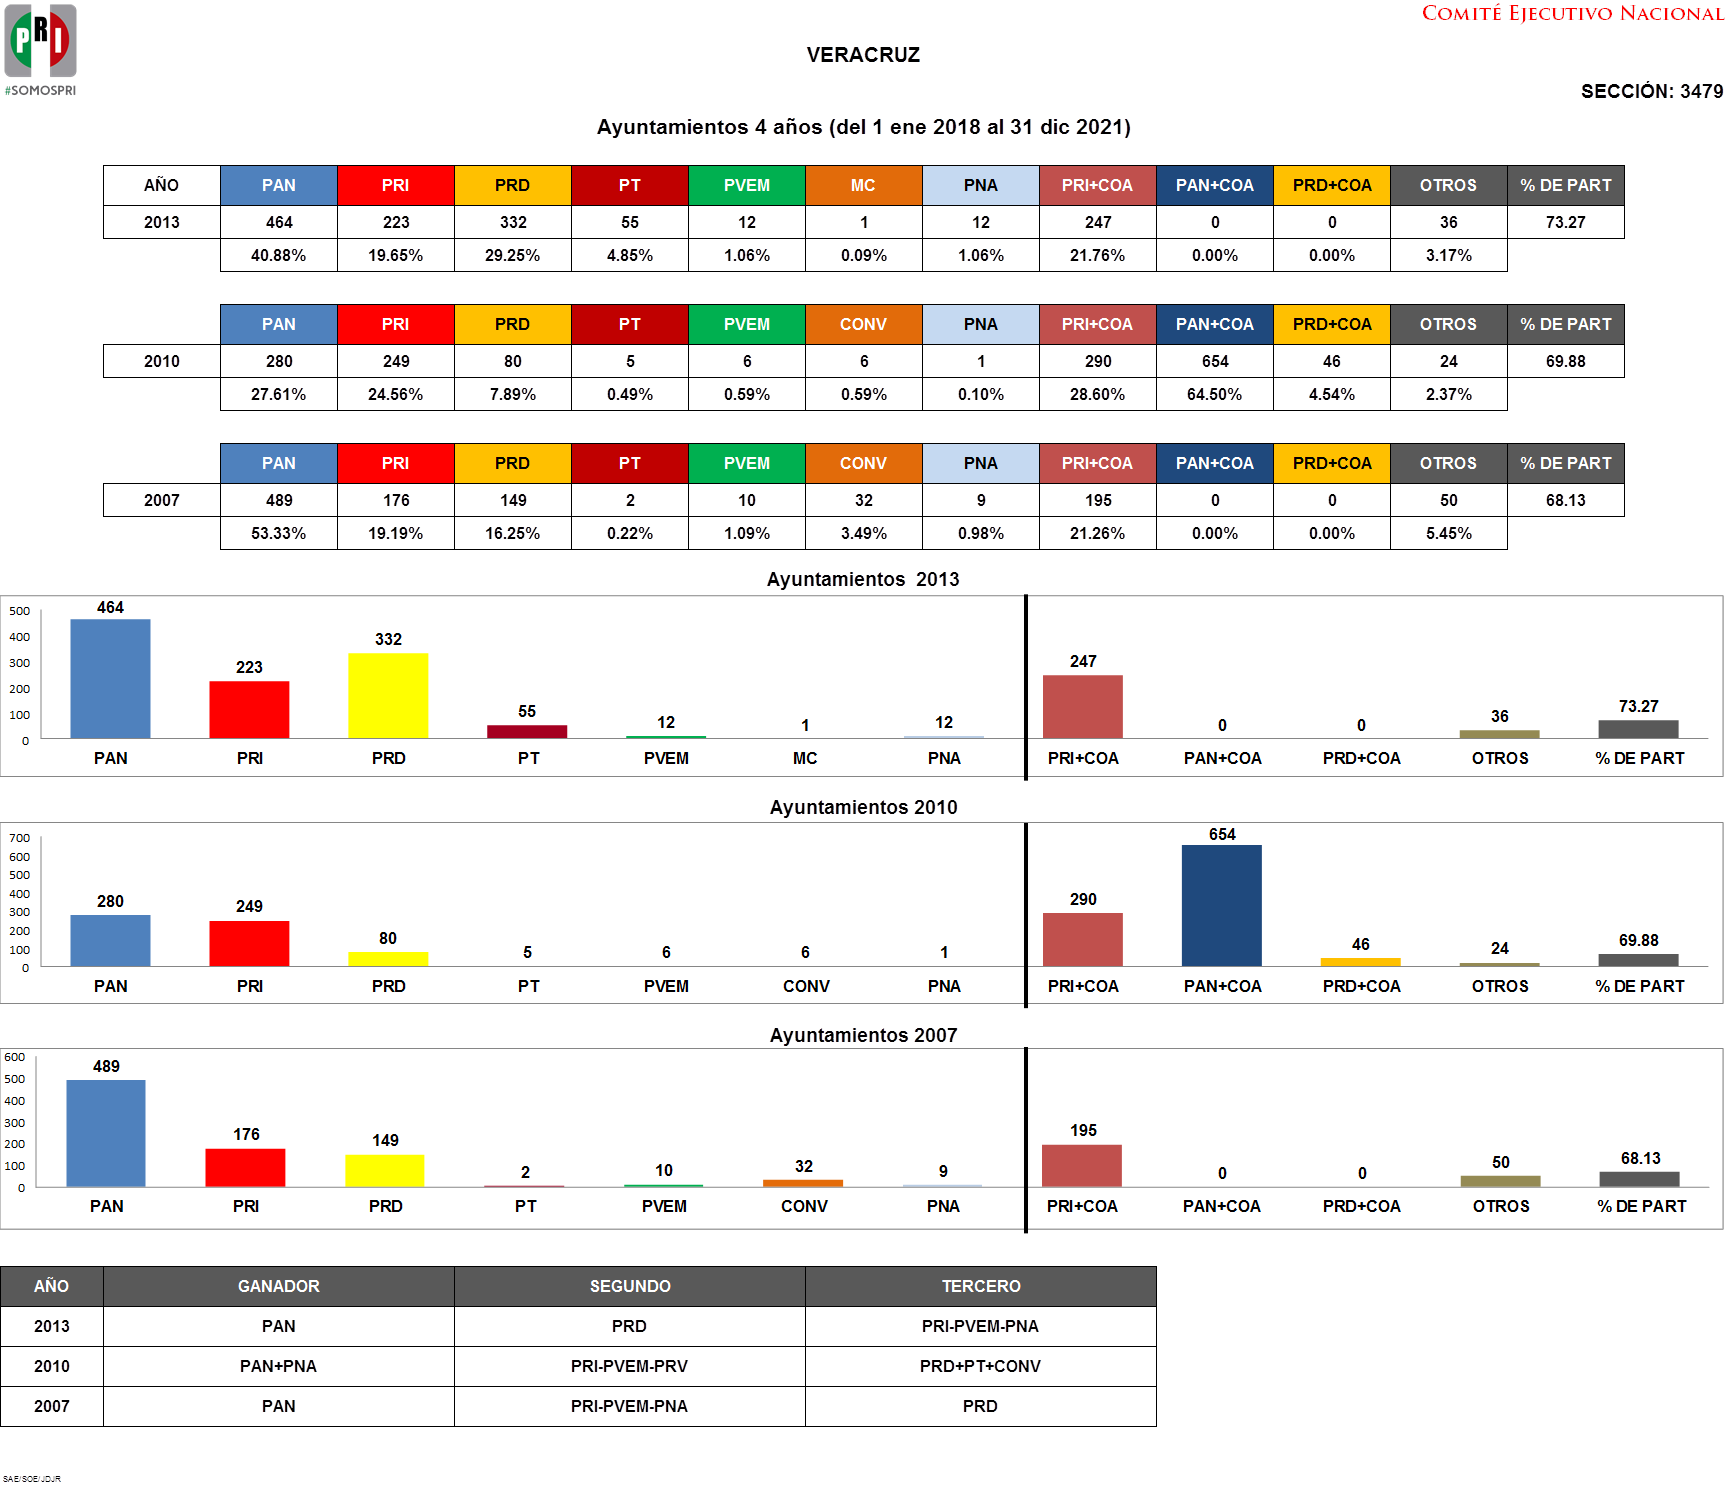 PRI
#SOMOSPRI
COMITÉ EJECUTIVO NACIONAL
VERACRUZ
SECCIÓN: 3479
Ayuntamientos 4 años (del 1 ene 2018 al 31 dic 2021)
AÑO PAN PRI PRD PT PVEM MC PNA PRI+COA PAN+COA PRD+COA OTROS % DE PART
2013 464 223 332 55 12 1 12 247 0 0 36 73.27
40.88% 19.65% 29.25% 4.85% 1.06% 0.09% 1.06% 21.76% 0.00% 0.00% 3.17%
PAN PRI PRD PT PVEM CONV PNA PRI+COA PAN+COA PRD+COA OTROS % DE PART
2010 280 249 80 5 6 6 1 290 654 46 24 69.88
27.61% 24.56% 7.89% 0.49% 0.59% 0.59% 0.10% 28.60% 64.50% 4.54% 2.37%
PAN PRI PRD PT PVEM CONV PNA PRI+COA PAN+COA PRD+COA OTROS % DE PART
2007 489 176 149 2 10 32 9 195 0 0 50 68.13
53.33% 19.19% 16.25% 0.22% 1.09% 3.49% 0.98% 21.26% 0.00% 0.00% 5.45%
Ayuntamientos 2013
500
400
300
200
100
0
464 223 332 55 12 1 12 247 0 0 36 73.27
PAN PRI PRD PT PVEM MC PNA PRI+COA PAN+COA PRD+COA OTROS % DE PART
Ayuntamientos 2010
700
600
500
400
300
200
100
0
280 249 80 5 6 6 1 290 654 46 24 69.88
PAN PRI PRD PT PVEM CONV PNA PRI+COA PAN+COA PRD+COA OTROS % DE PART
Ayuntamientos 2007
600
500
400
300
200
100
0
489 176 149 2 10 32 9 195 0 0 50 68.13
PAN PRI PRD PT PVEM CONV PNA PRI+COA PAN+COA PRD+COA OTROS % DE PART
AÑO GANADOR SEGUNDO TERCERO
2013 PAN PRD PRI-PVEM-PNA
2010 PAN+PNA PRI-PVEM-PRV PRD+PT+CONV
2007 PAN PRI-PVEM-PNA PRD
SAE/SOE/JDJR